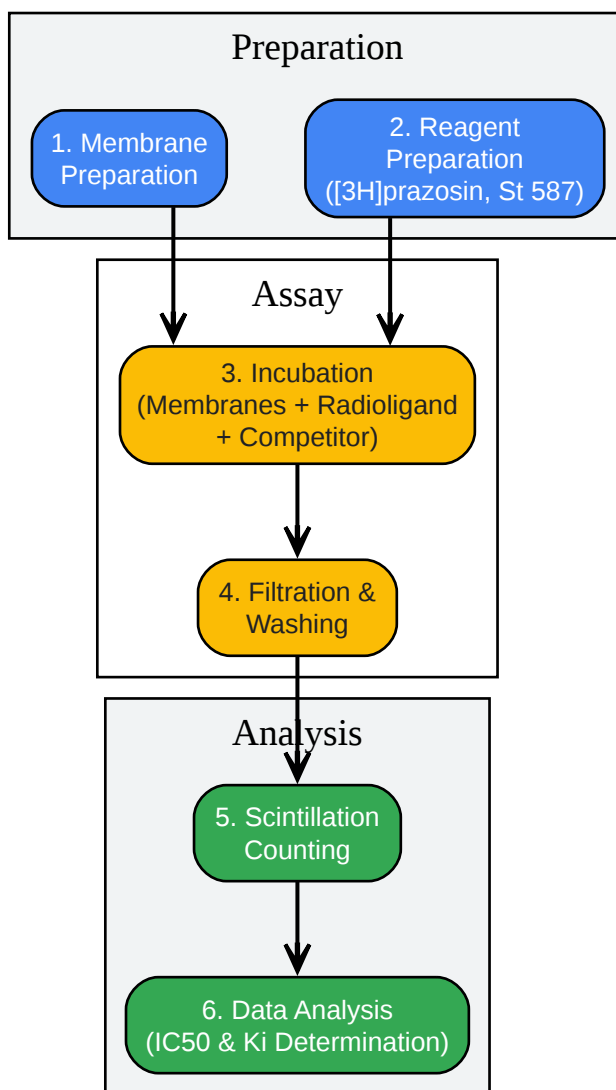 Preparation
1. Membrane
Preparation
2. Reagent
Preparation
([3H]prazosin, St 587)
Assay
3. Incubation
(Membranes + Radioligand
+ Competitor)
4. Filtration &
Washing
Analysis
5. Scintillation
Counting
6. Data Analysis
(IC50 & Ki Determination)